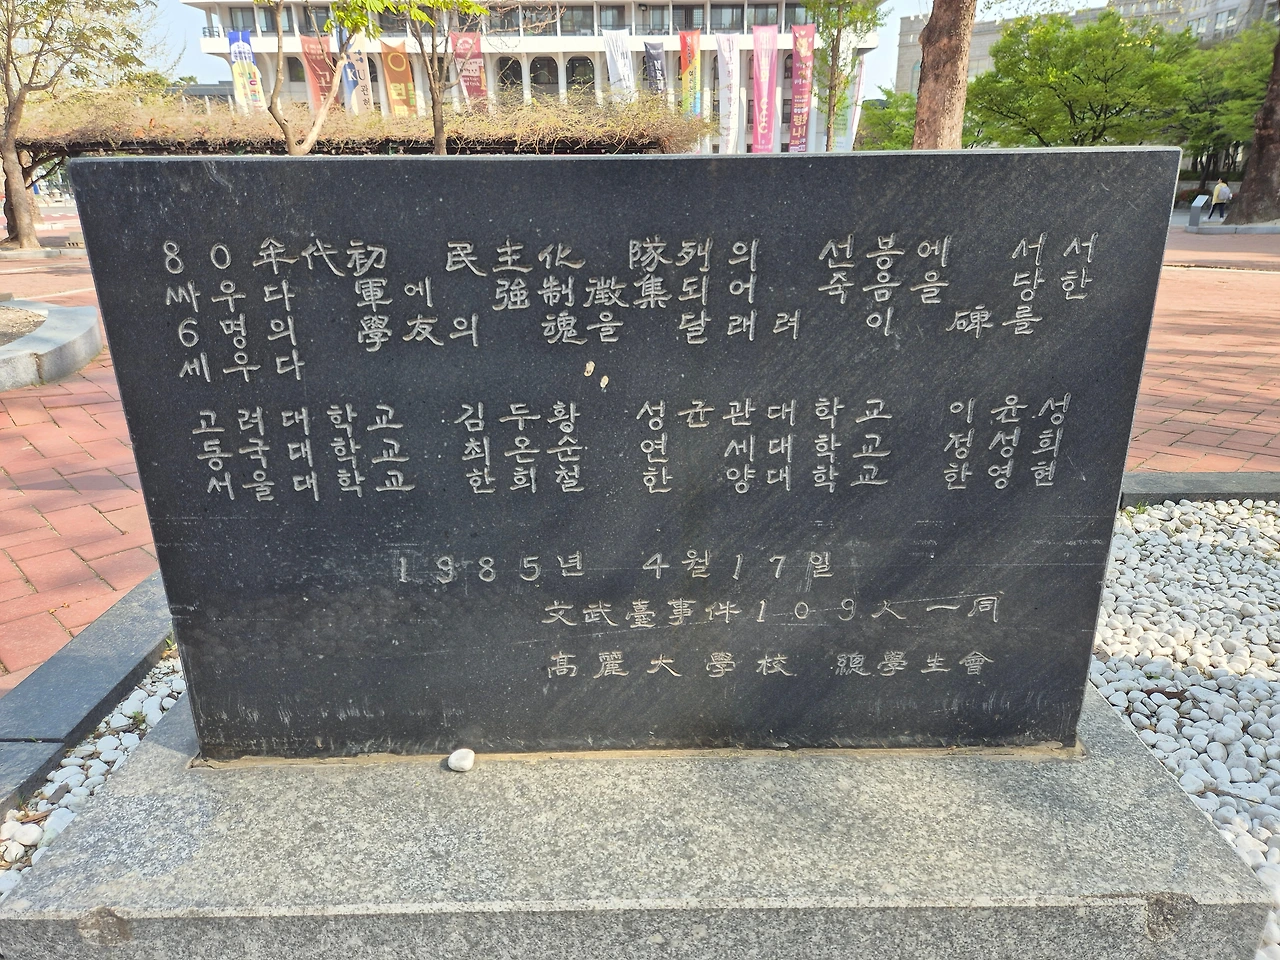 80年代初 民主化 隊列의 선봉에 서서
싸우다 軍에 強制徵集되어 죽음을 당한
6명의 學友의 魂을 달래려 이 碑를
세우다
고려대학교 김두황 성균관대학교 이윤성
동국대학교 최온순 연세대학교 정성희
서울대학교 한희철 한양대학교 한영현
1985년 4월17일
文武臺事件109人一同
高麗大學校 總學生會